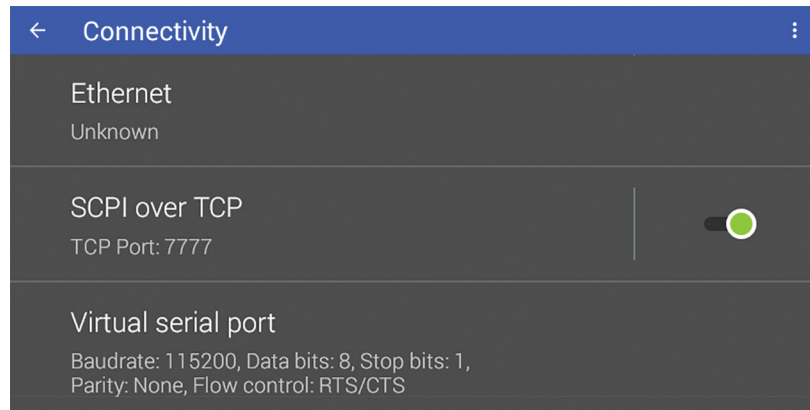 Connectivity
Ethernet
Unknown
SCPI over TCP
TCP Port: 7777
Virtual serial port
Baudrate: 115200, Data bits: 8, Stop bits: 1,
Parity: None, Flow control: RTS/CTS